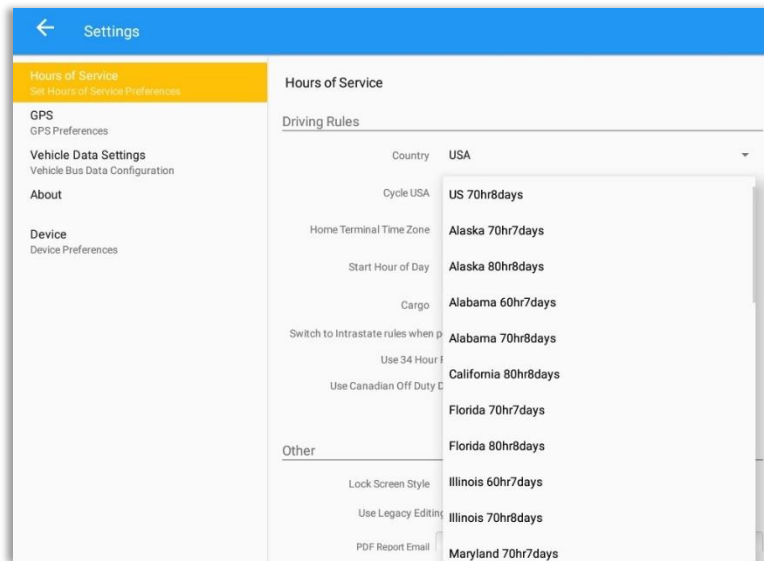 Settings
Hours of Service
Set Hours of Service Preferences
GPS
GPS Preferences
Vehicle Data Settings
Vehicle Bus Data Configuration
About
Device
Device Preferences
Hours of Service
Driving Rules
Country USA
Cycle USA US 70hr8days
Home Terminal Time Zone Alaska 70hr7days
Start Hour of Day Alaska 80hr8days
Cargo Alabama 60hr7days
Switch to Intrastate rules when p Alabama 70hr8days
Use 34 Hour California 80hr8days
Use Canadian Off Duty D Florida 70hr7days
Other Florida 80hr8days
Lock Screen Style Illinois 60hr7days
Use Legacy Editing Illinois 70hr8days
PDF Report Email Maryland 70hr7days